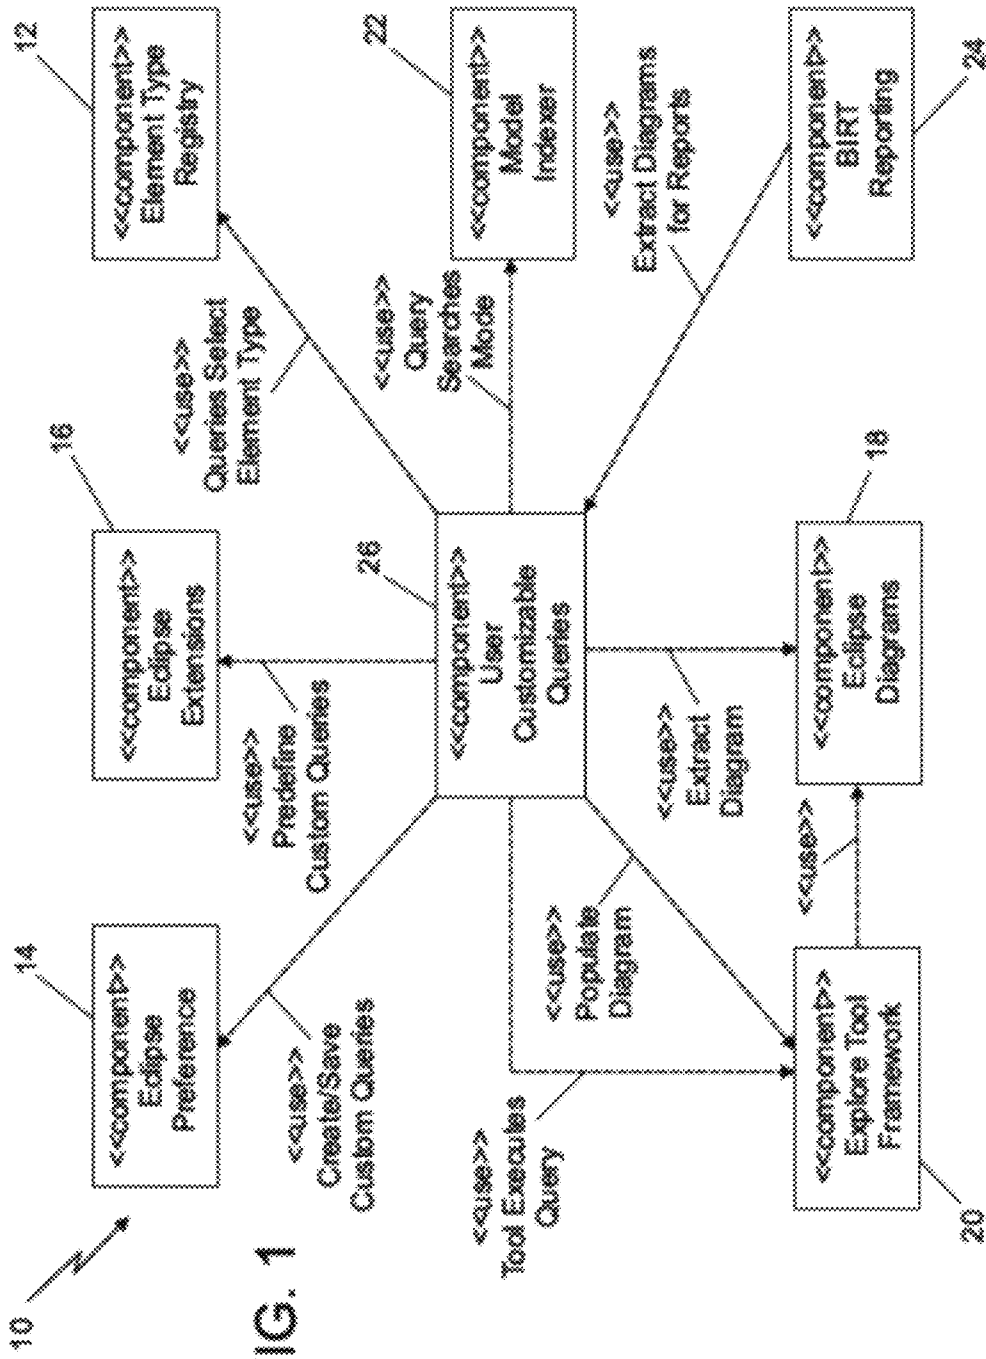 10
14
<<component>>
Eclipse
Preference
16
<<component>>
Eclipse
Extensions
12
<<component>>
Element Type
Registry
IG. 1
<<use>>
Create/Save
Custom Queries
<<use>>
Predefine
Custom Queries
<<use>>
Queries Select
Element Type
26
<<component>>
User
Customizable
Queries
<<use>>
Query
Searches
Mode
22
<<component>>
Model
Indexer
<<use>>
Tool Executes
Query
<<use>>
Populate
Diagram
<<use>>
Extract
Diagram
<<use>>
Extract Diagrams
for Reports
<<component>>
Explore Tool
Framework
20
<<use>>
<<component>>
Eclipse
Diagrams
18
<<component>>
BIRT
Reporting
24